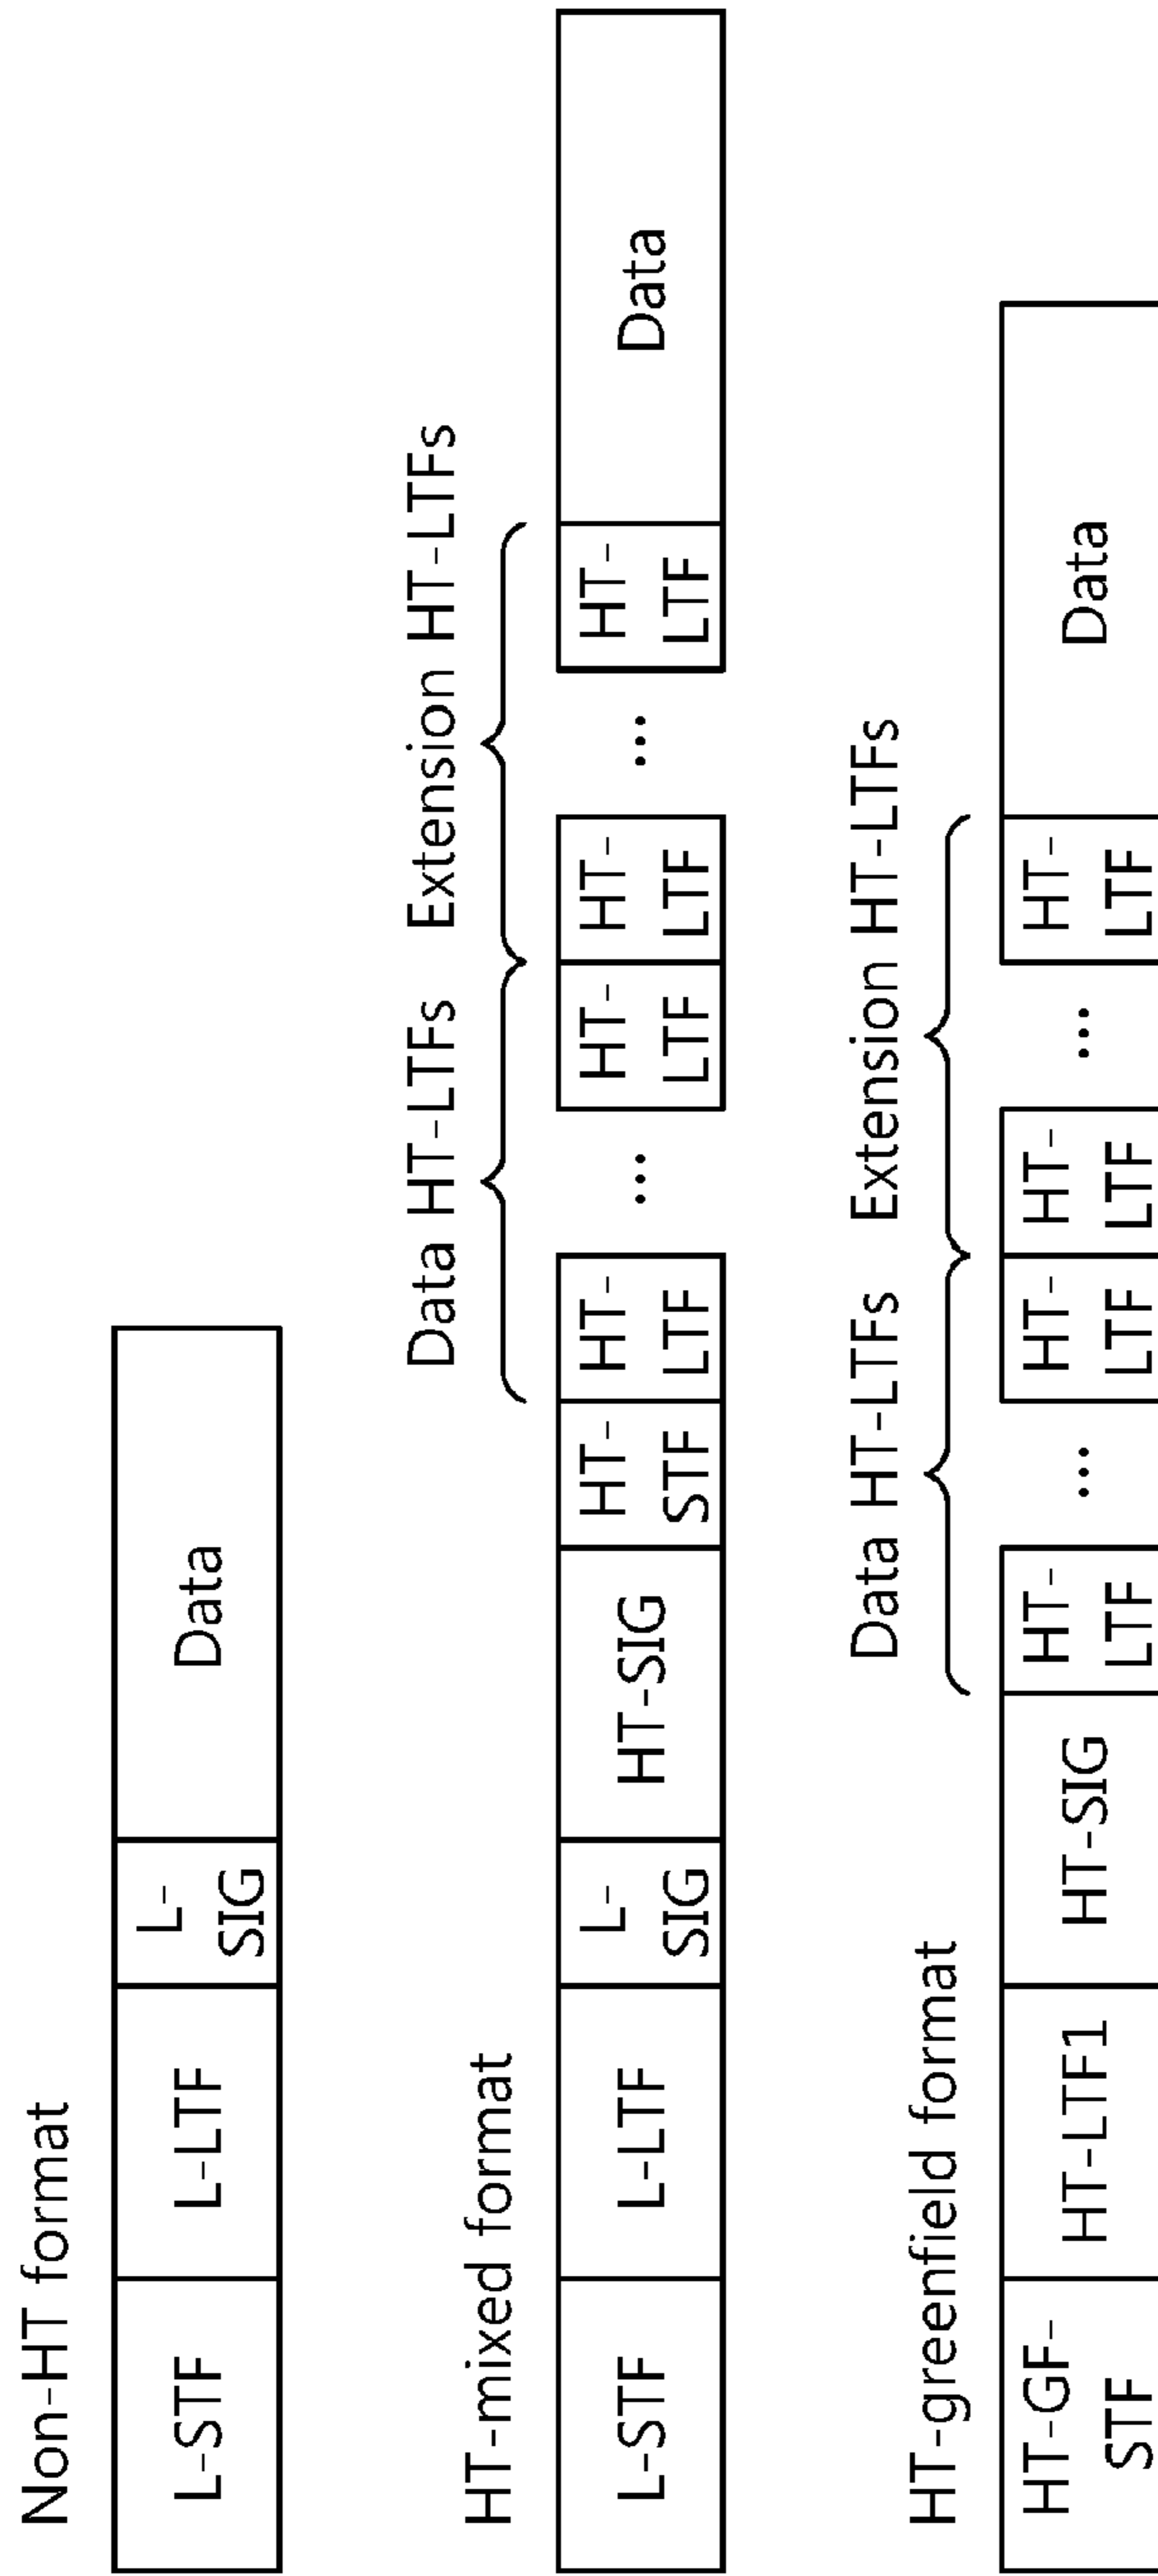 Non-HT format
L-STF
L-LTF
L-
SIG
Data
HT-mixed format
Data HT-LTFs
Extension HT-LTFs
L-STF
L-LTF
L-
SIG
HT-SIG
HT-
STF
HT-
LTF
...
HT-
LTF
HT-
LTF
...
HT-
LTF
Data
HT-greenfield format
Data HT-LTFs
Extension HT-LTFs
HT-GF-
STF
HT-LTF1
HT-SIG
HT-
LTF
...
HT-
LTF
HT-
LTF
...
HT-
LTF
Data